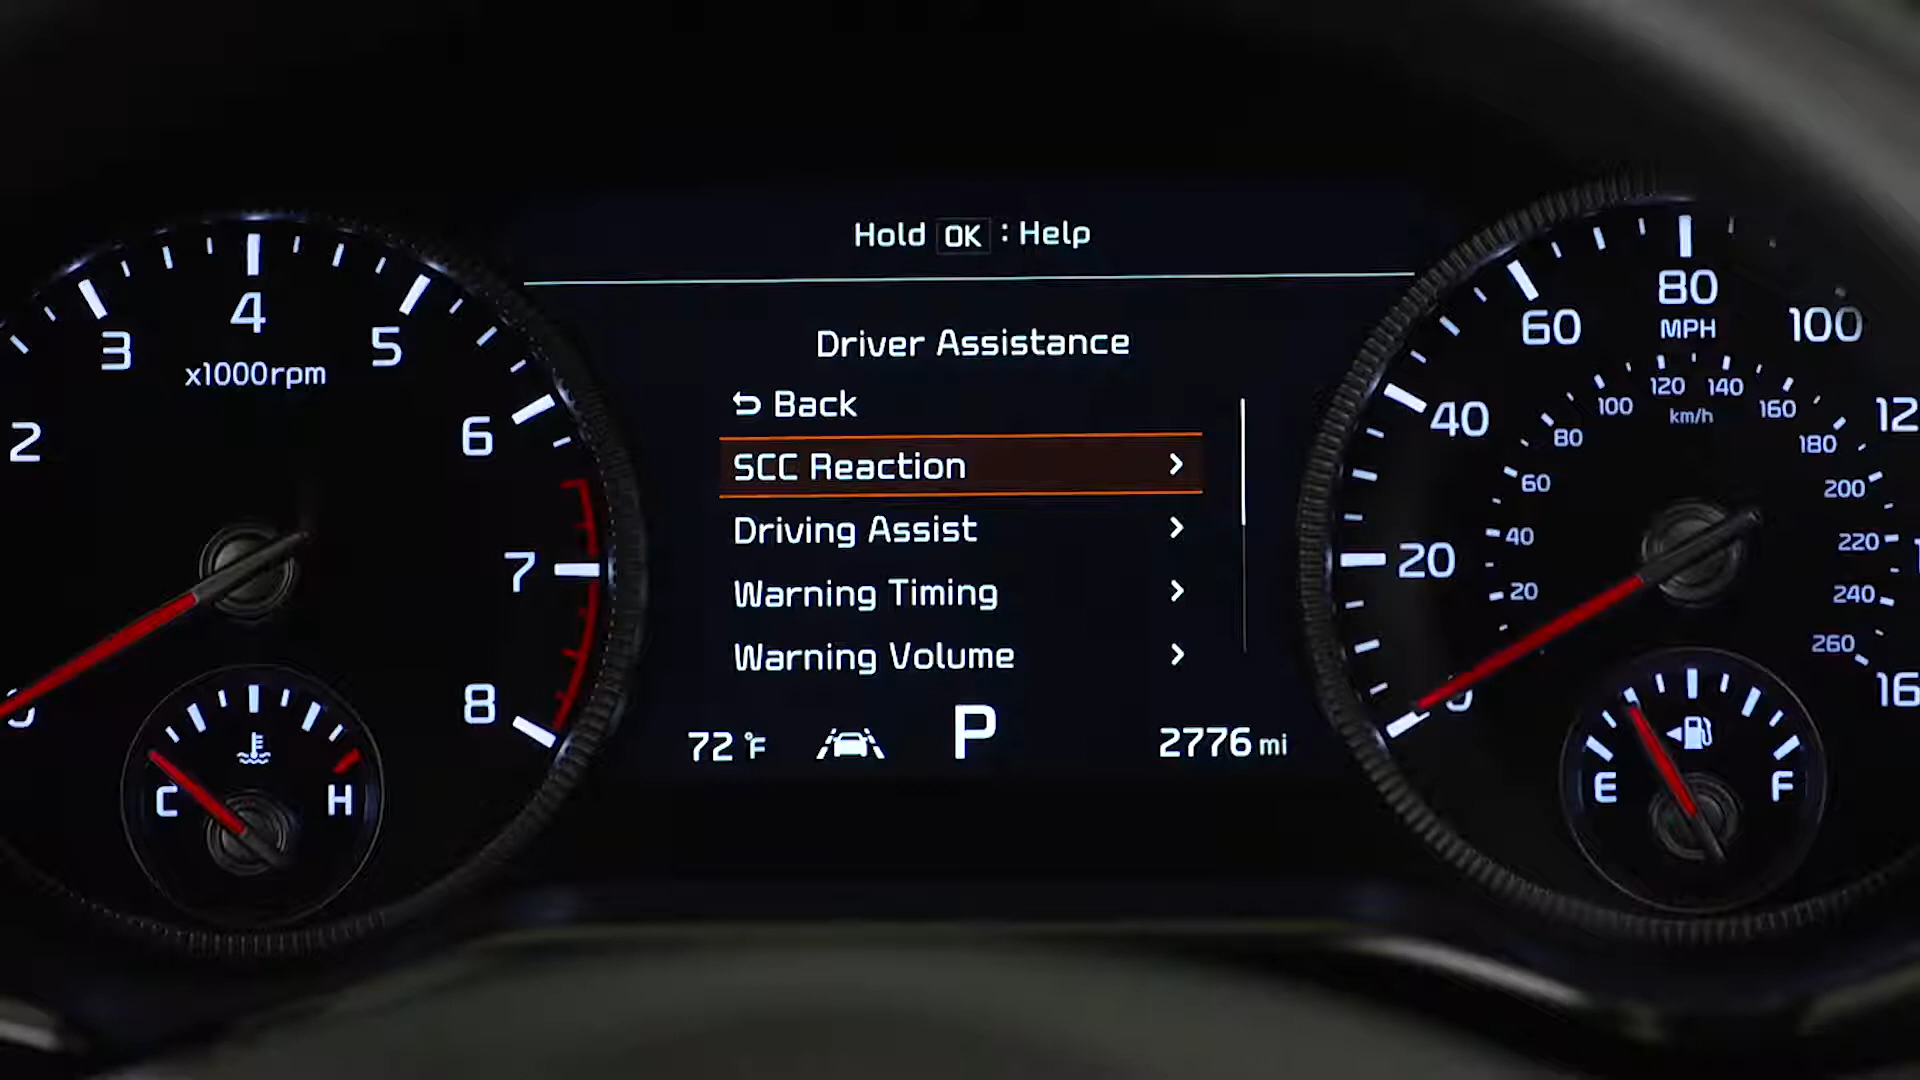 Hold OK : Help
Driver Assistance
Back
SCC Reaction
Driving Assist
Warning Timing
Warning Volume
72 °F
P
2776 mi
2
3
4
5
6
7
8
x1000rpm
C
H
20
40
60
80
100
MPH
20
40
60
80
100
120
140
160
180
200
220
240
260
km/h
E
F